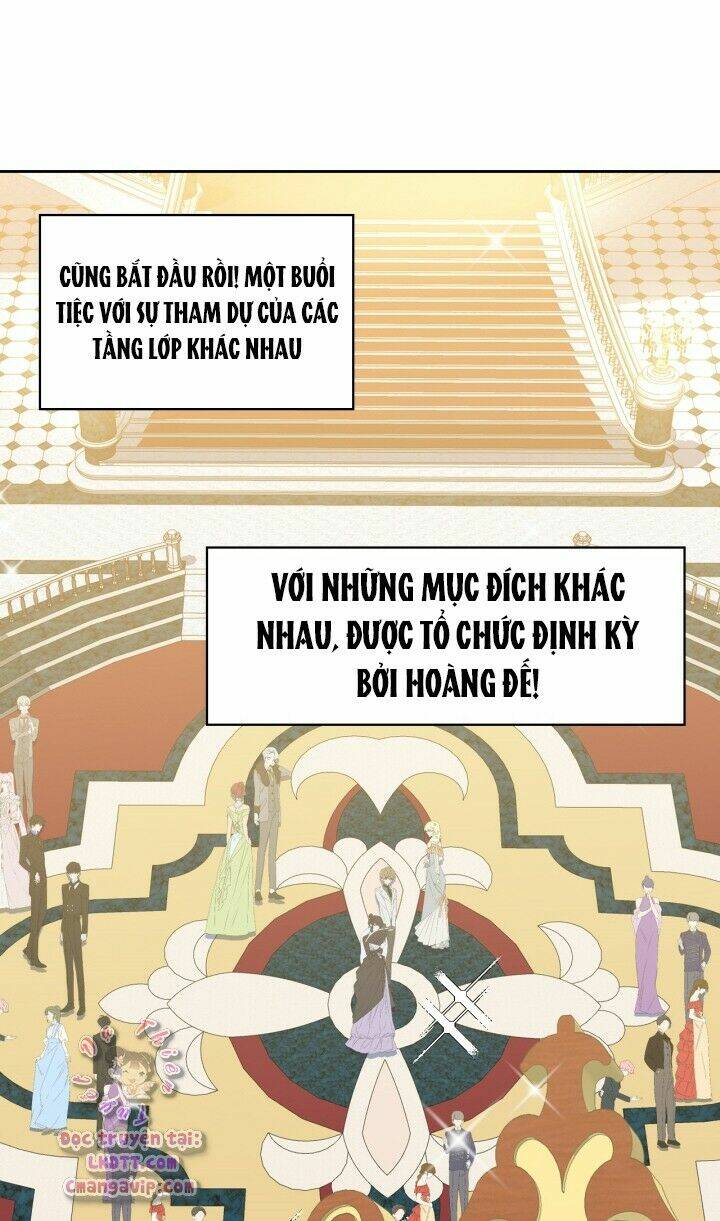 CŨNG BẮT ĐẦU RỒI! MỘT BUỔI
TIỆC VỚI SỰ THAM DỰ CỦA CÁC
TẦNG LỚP KHÁC NHAU
VỚI NHỮNG MỤC ĐÍCH KHÁC
NHAU, ĐƯỢC TỔ CHỨC ĐỊNH KỲ
BỞI HOÀNG ĐẾ!
Đọc truyện tại:
LKDTT.com
Cmangavip.com